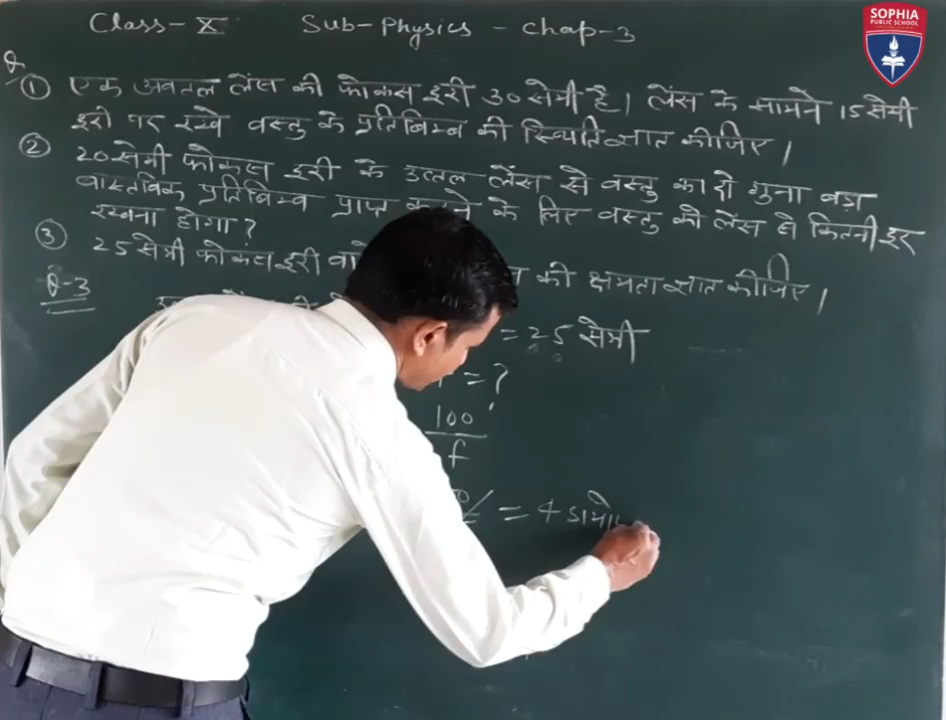 Class- X Sub- Physics - Chap-3
SOPHIA
PUBLIC SCHOOL
Q
① एक अवतल लेंस की फोकस दूरी 30 सेमी है। लेंस के सामने 15 सेमी
दूरी पर रखे वस्तु के प्रतिबिम्ब की स्थिति ज्ञात कीजिए।
② 20 सेमी फोकस दूरी के उत्तल लेंस से वस्तु का दो गुना बड़ा
वास्तविक प्रतिबिम्ब प्राप्त के लिए वस्तु को लेंस से कितनी दूर
रखना होगा?
③ 25 सेमी फोकस दूरी की क्षमता ज्ञात कीजिए।
Q-3
= 25 सेमी
= ?
100
f
= 4